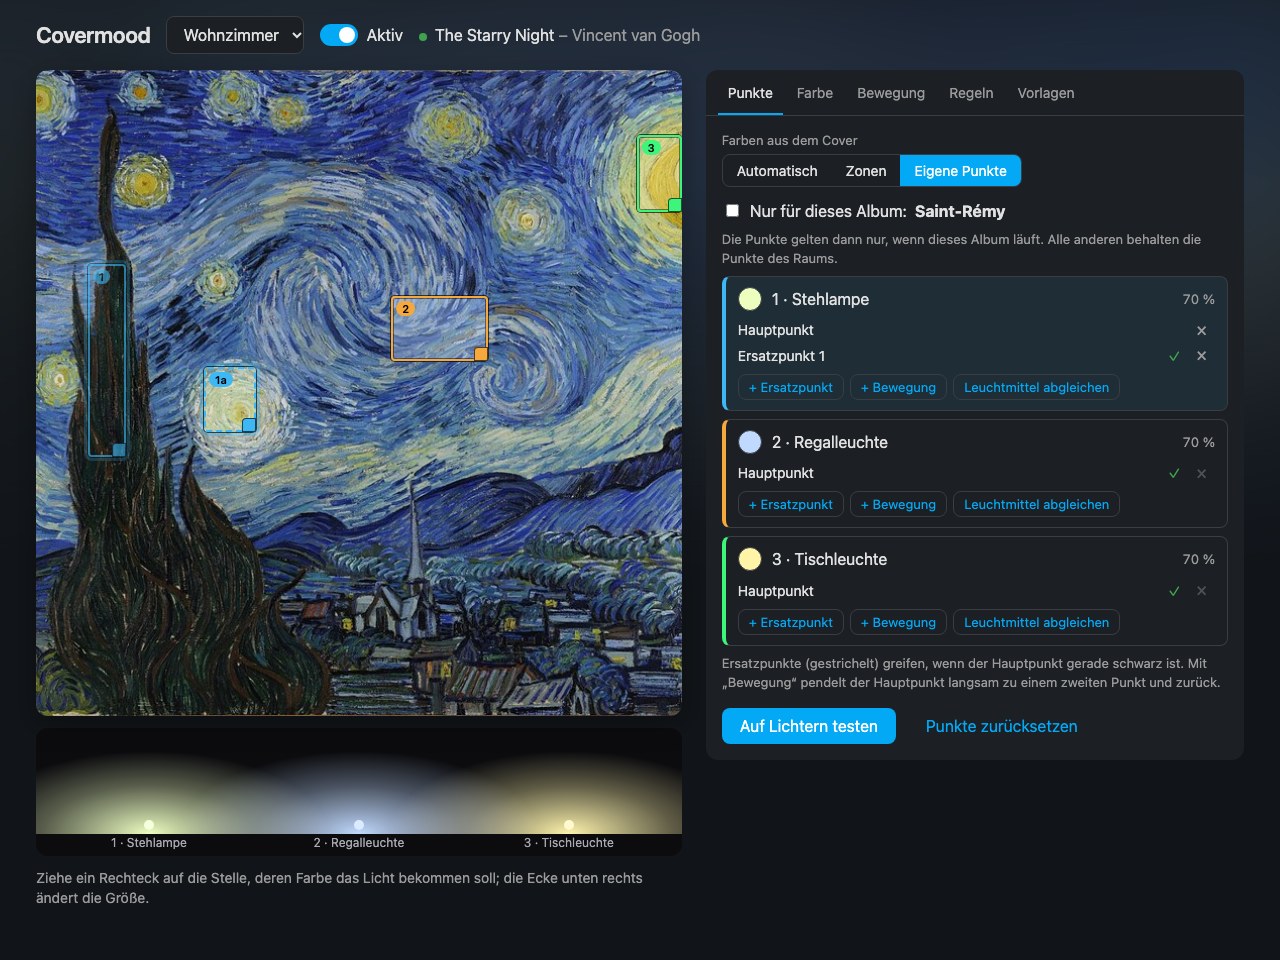 Covermood
Wohnzimmer
Aktiv
The Starry Night – Vincent van Gogh
1
1a
2
3
1 · Stehlampe
2 · Regalleuchte
3 · Tischleuchte
Ziehe ein Rechteck auf die Stelle, deren Farbe das Licht bekommen soll; die Ecke unten rechts
ändert die Größe.
Punkte
Farbe
Bewegung
Regeln
Vorlagen
Farben aus dem Cover
Automatisch
Zonen
Eigene Punkte
Nur für dieses Album: Saint-Rémy
Die Punkte gelten dann nur, wenn dieses Album läuft. Alle anderen behalten die
Punkte des Raums.
1 · Stehlampe
70 %
Hauptpunkt
Ersatzpunkt 1
+ Ersatzpunkt
+ Bewegung
Leuchtmittel abgleichen
2 · Regalleuchte
70 %
Hauptpunkt
+ Ersatzpunkt
+ Bewegung
Leuchtmittel abgleichen
3 · Tischleuchte
70 %
Hauptpunkt
+ Ersatzpunkt
+ Bewegung
Leuchtmittel abgleichen
Ersatzpunkte (gestrichelt) greifen, wenn der Hauptpunkt gerade schwarz ist. Mit
„Bewegung“ pendelt der Hauptpunkt langsam zu einem zweiten Punkt und zurück.
Auf Lichtern testen
Punkte zurücksetzen